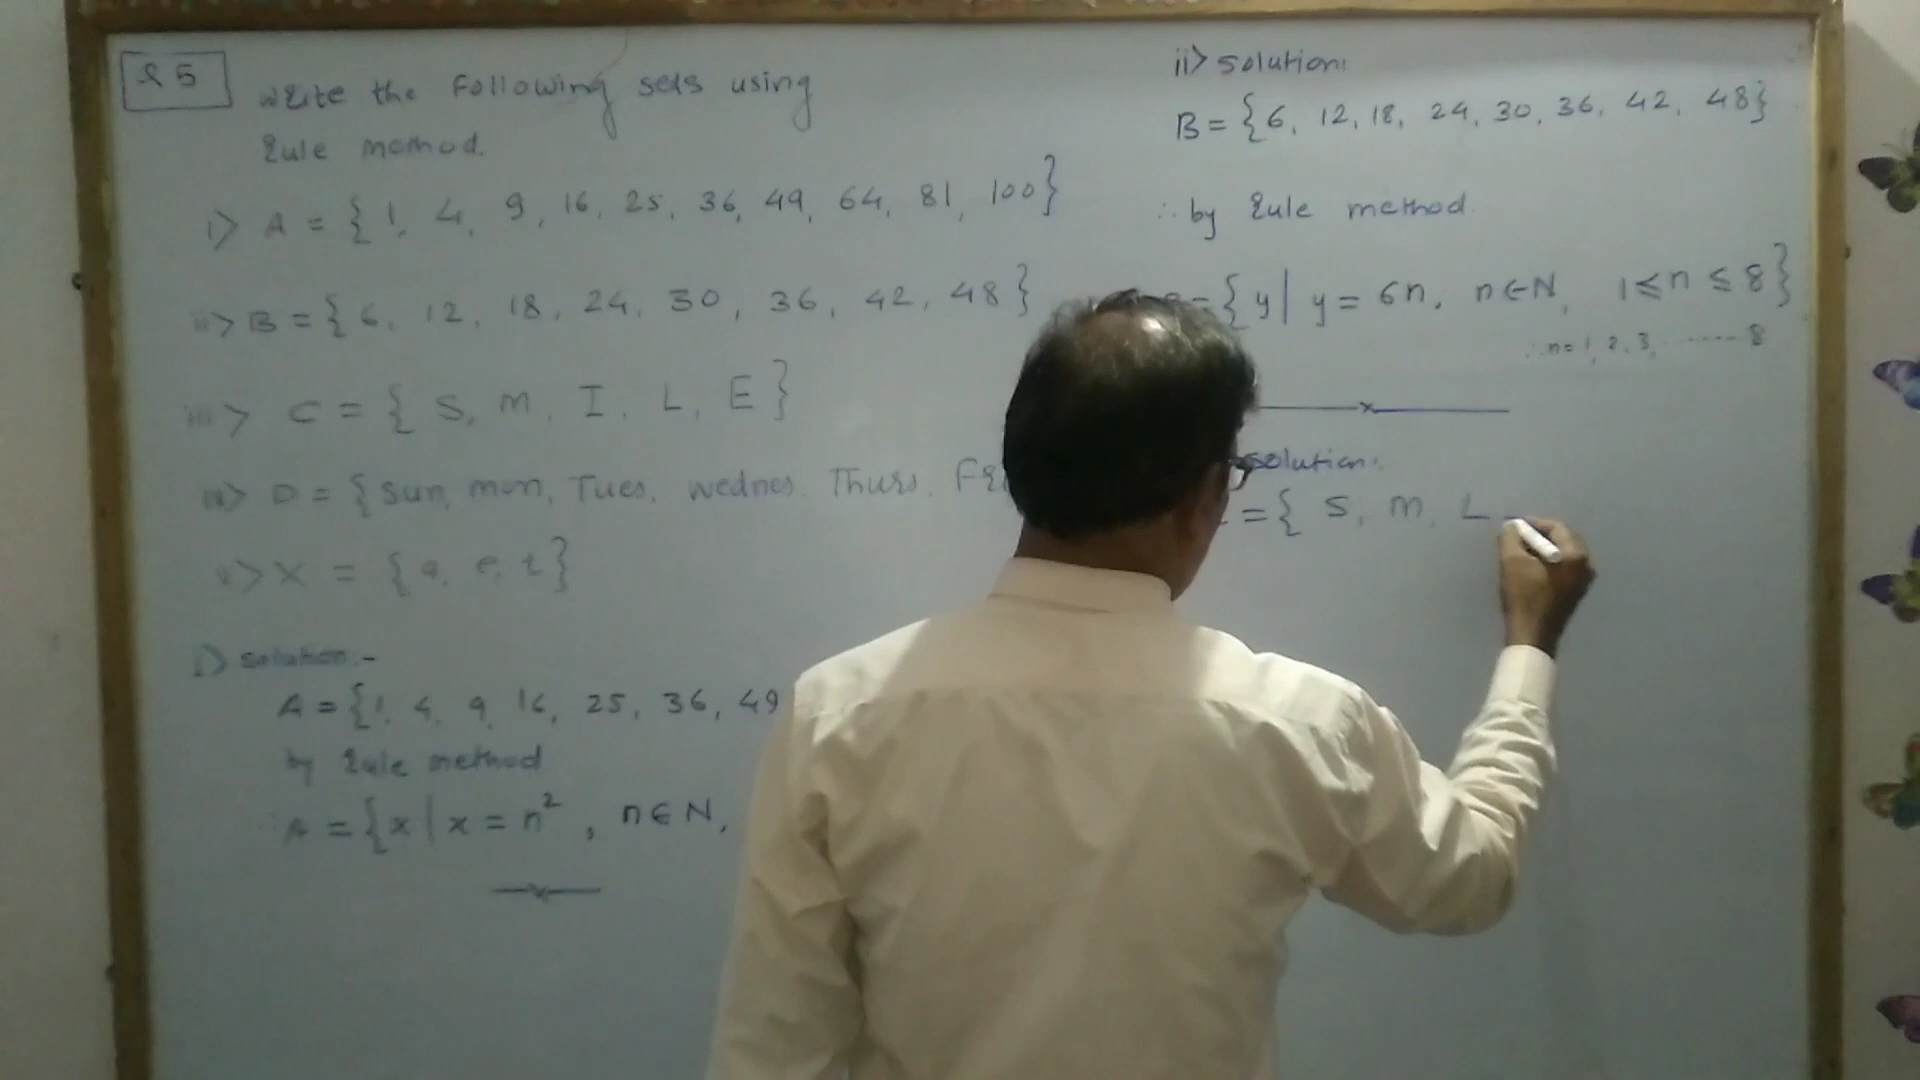 Q 5
Write the Following sets using
Rule method.
i> A = { 1, 4, 9, 16, 25, 36, 49, 64, 81, 100}
ii> B = { 6, 12, 18, 24, 30, 36, 42, 48 }
iii> C = { S, m, I, L, E }
iv> D = { Sun, mon, Tues, wednes, Thurs, Fri
v> X = { a, e, t }
i> solution:-
A = {1, 4, 9, 16, 25, 36, 49
by Rule method
A = {x | x = n², n ∈ N,
ii> solution:
B = {6, 12, 18, 24, 30, 36, 42, 48}
∴ by Rule method.
= { y | y = 6n, n ∈ N, 1 ≤ n ≤ 8 }
∴ n = 1, 2, 3, ...... 8
solution:
= { S, m, L